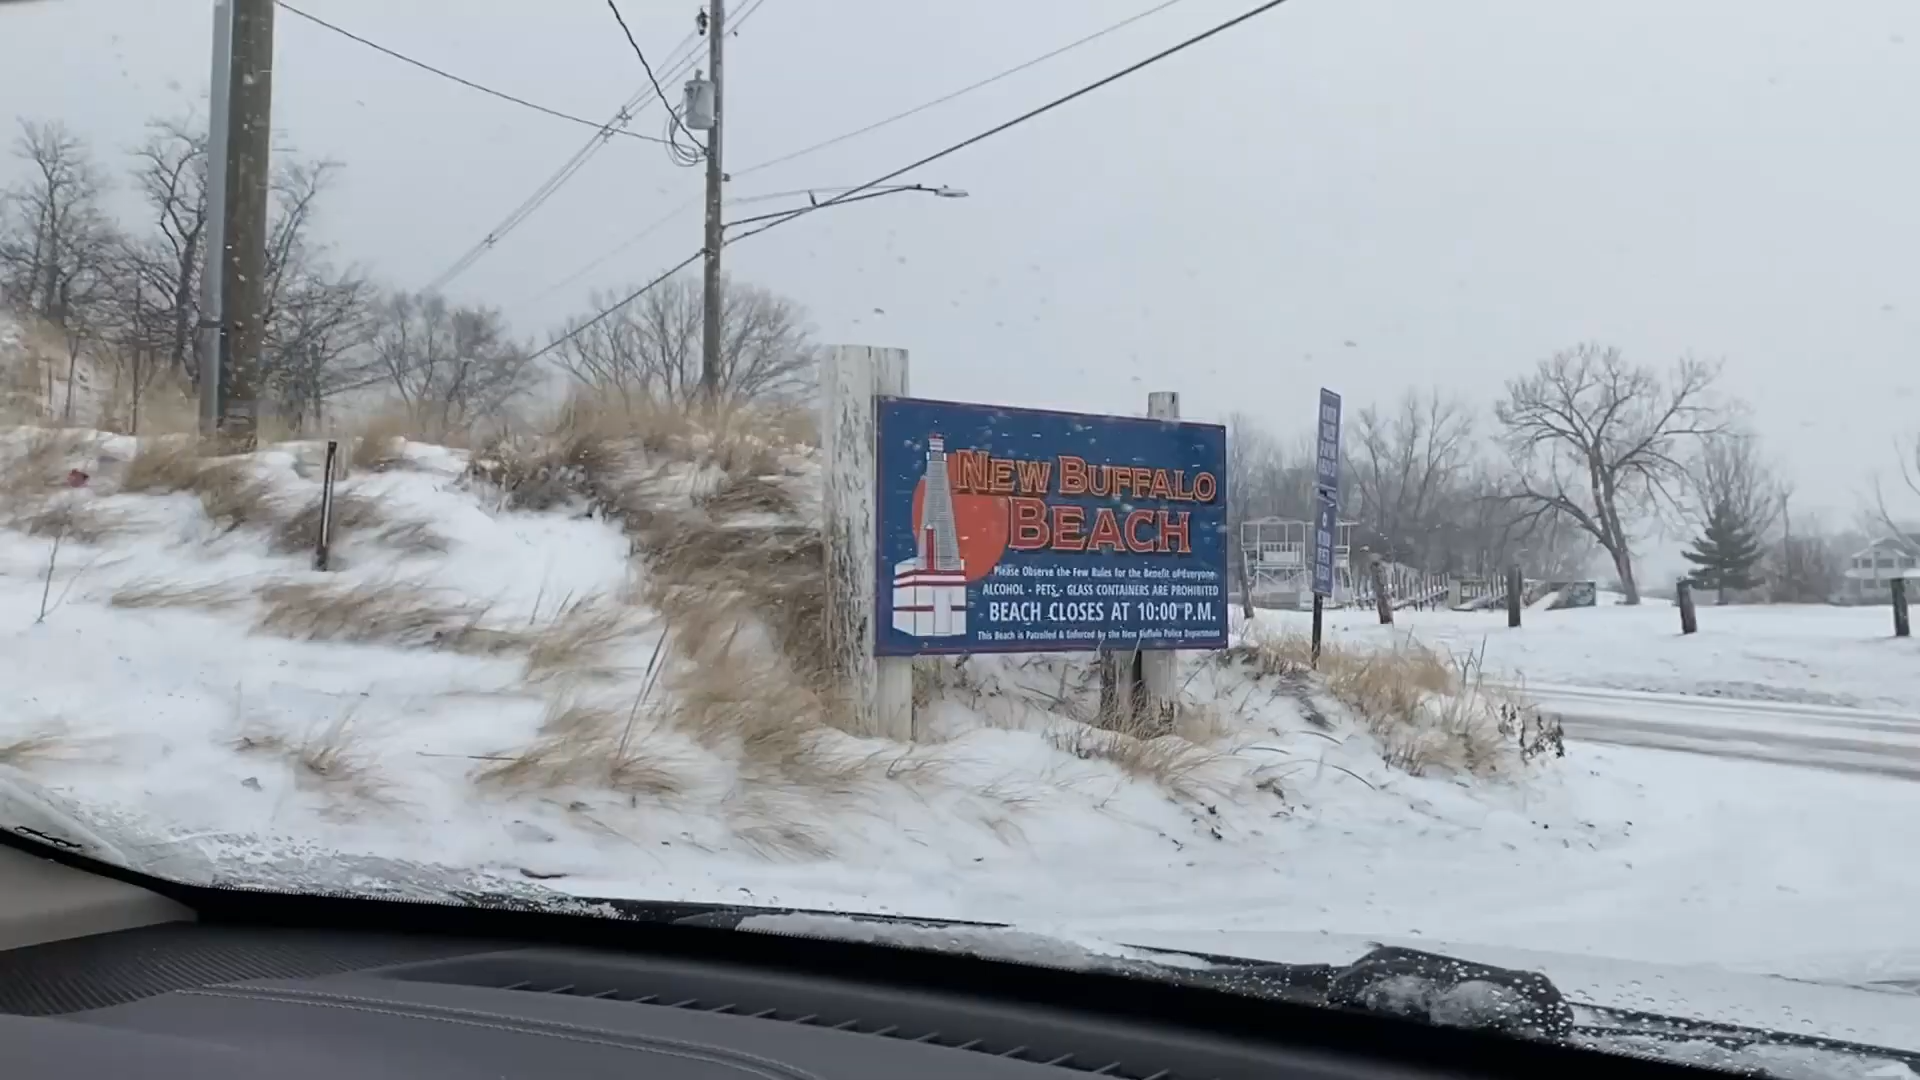 New Buffalo
Beach
Please Observe the Few Rules for the Benefit of Everyone
ALCOHOL - PETS - GLASS CONTAINERS ARE PROHIBITED
BEACH CLOSES AT 10:00 P.M.
This Beach is Patrolled & Enforced by the New Buffalo Police Department